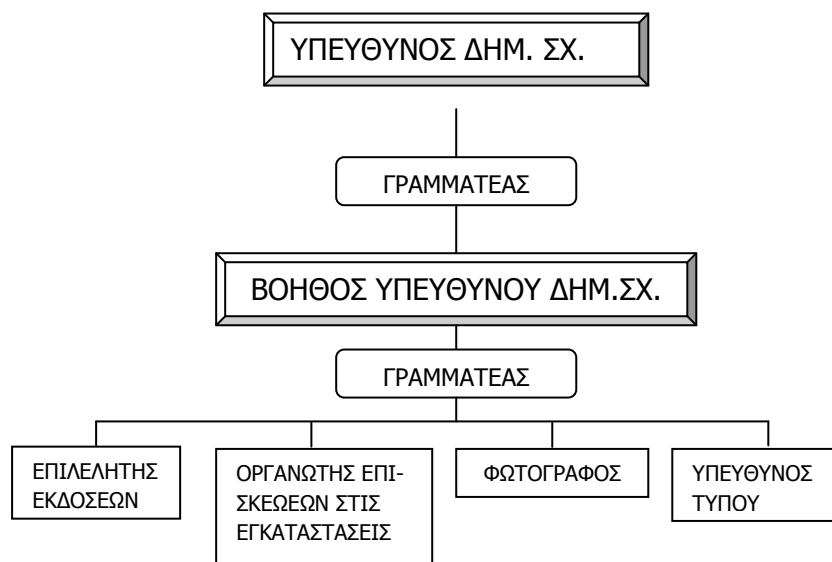 ΥΠΕΥΘΥΝΟΣ ΔΗΜ. ΣΧ.
ΓΡΑΜΜΑΤΕΑΣ
ΒΟΗΘΟΣ ΥΠΕΥΘΥΝΟΥ ΔΗΜ.ΣΧ.
ΓΡΑΜΜΑΤΕΑΣ
ΕΠΙΛΕΛΗΤΗΣ
ΕΚΔΟΣΕΩΝ
ΟΡΓΑΝΩΤΗΣ ΕΠΙ-
ΣΚΕΩΕΩΝ ΣΤΙΣ
ΕΓΚΑΤΑΣΤΑΣΕΙΣ
ΦΩΤΟΓΡΑΦΟΣ
ΥΠΕΥΘΥΝΟΣ
ΤΥΠΟΥ